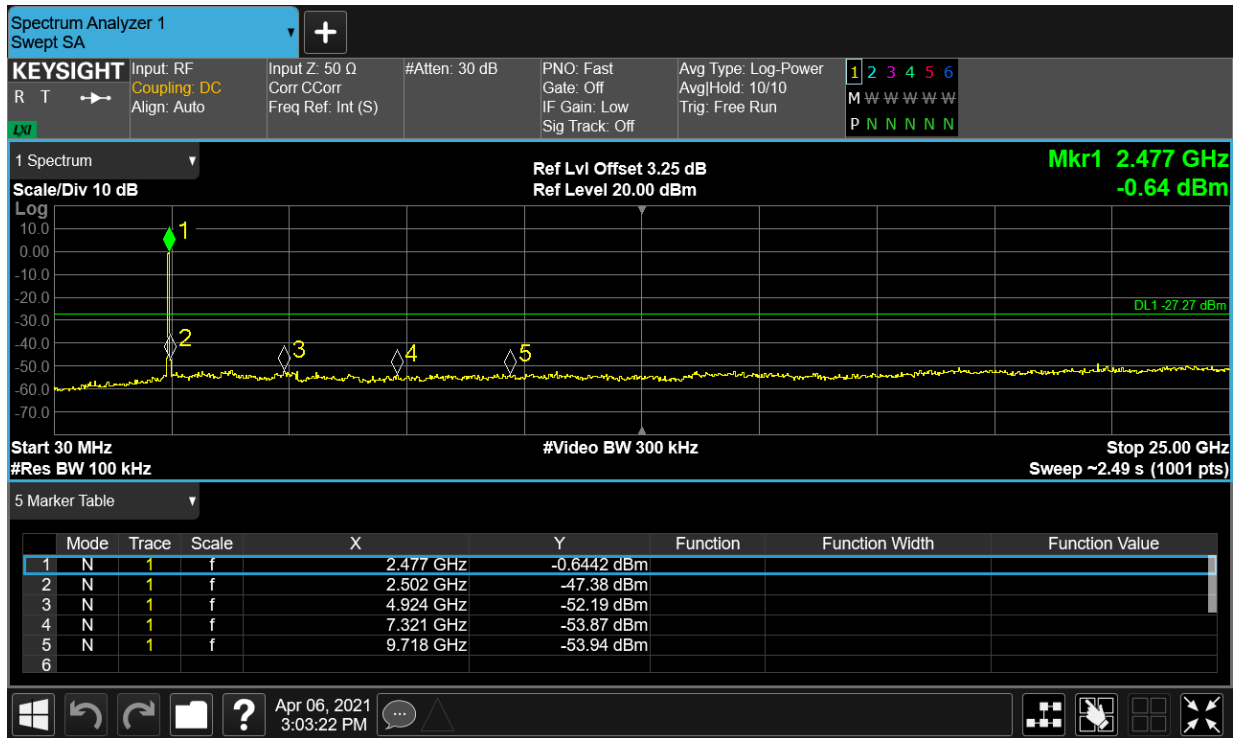 Spectrum Analyzer 1
Swept SA
KEYSIGHT
R T
LXI
Input: RF
Coupling: DC
Align: Auto
Input Z: 50 Ω
Corr CCorr
Freq Ref: Int (S)
#Atten: 30 dB
PNO: Fast
Gate: Off
IF Gain: Low
Sig Track: Off
Avg Type: Log-Power
Avg|Hold: 10/10
Trig: Free Run
1 2 3 4 5 6
M W W W W W
P N N N N N
1 Spectrum
Scale/Div 10 dB
Ref Lvl Offset 3.25 dB
Ref Level 20.00 dBm
Mkr1 2.477 GHz
-0.64 dBm
Log
10.0
0.00
-10.0
-20.0
-30.0
-40.0
-50.0
-60.0
-70.0
1
2
3
4
5
DL1 -27.27 dBm
Start 30 MHz
#Video BW 300 kHz
Stop 25.00 GHz
#Res BW 100 kHz
Sweep ~2.49 s (1001 pts)
5 Marker Table
Mode Trace Scale X Y Function Function Width Function Value
1 N 1 f 2.477 GHz -0.6442 dBm
2 N 1 f 2.502 GHz -47.38 dBm
3 N 1 f 4.924 GHz -52.19 dBm
4 N 1 f 7.321 GHz -53.87 dBm
5 N 1 f 9.718 GHz -53.94 dBm
6
?
Apr 06, 2021
3:03:22 PM